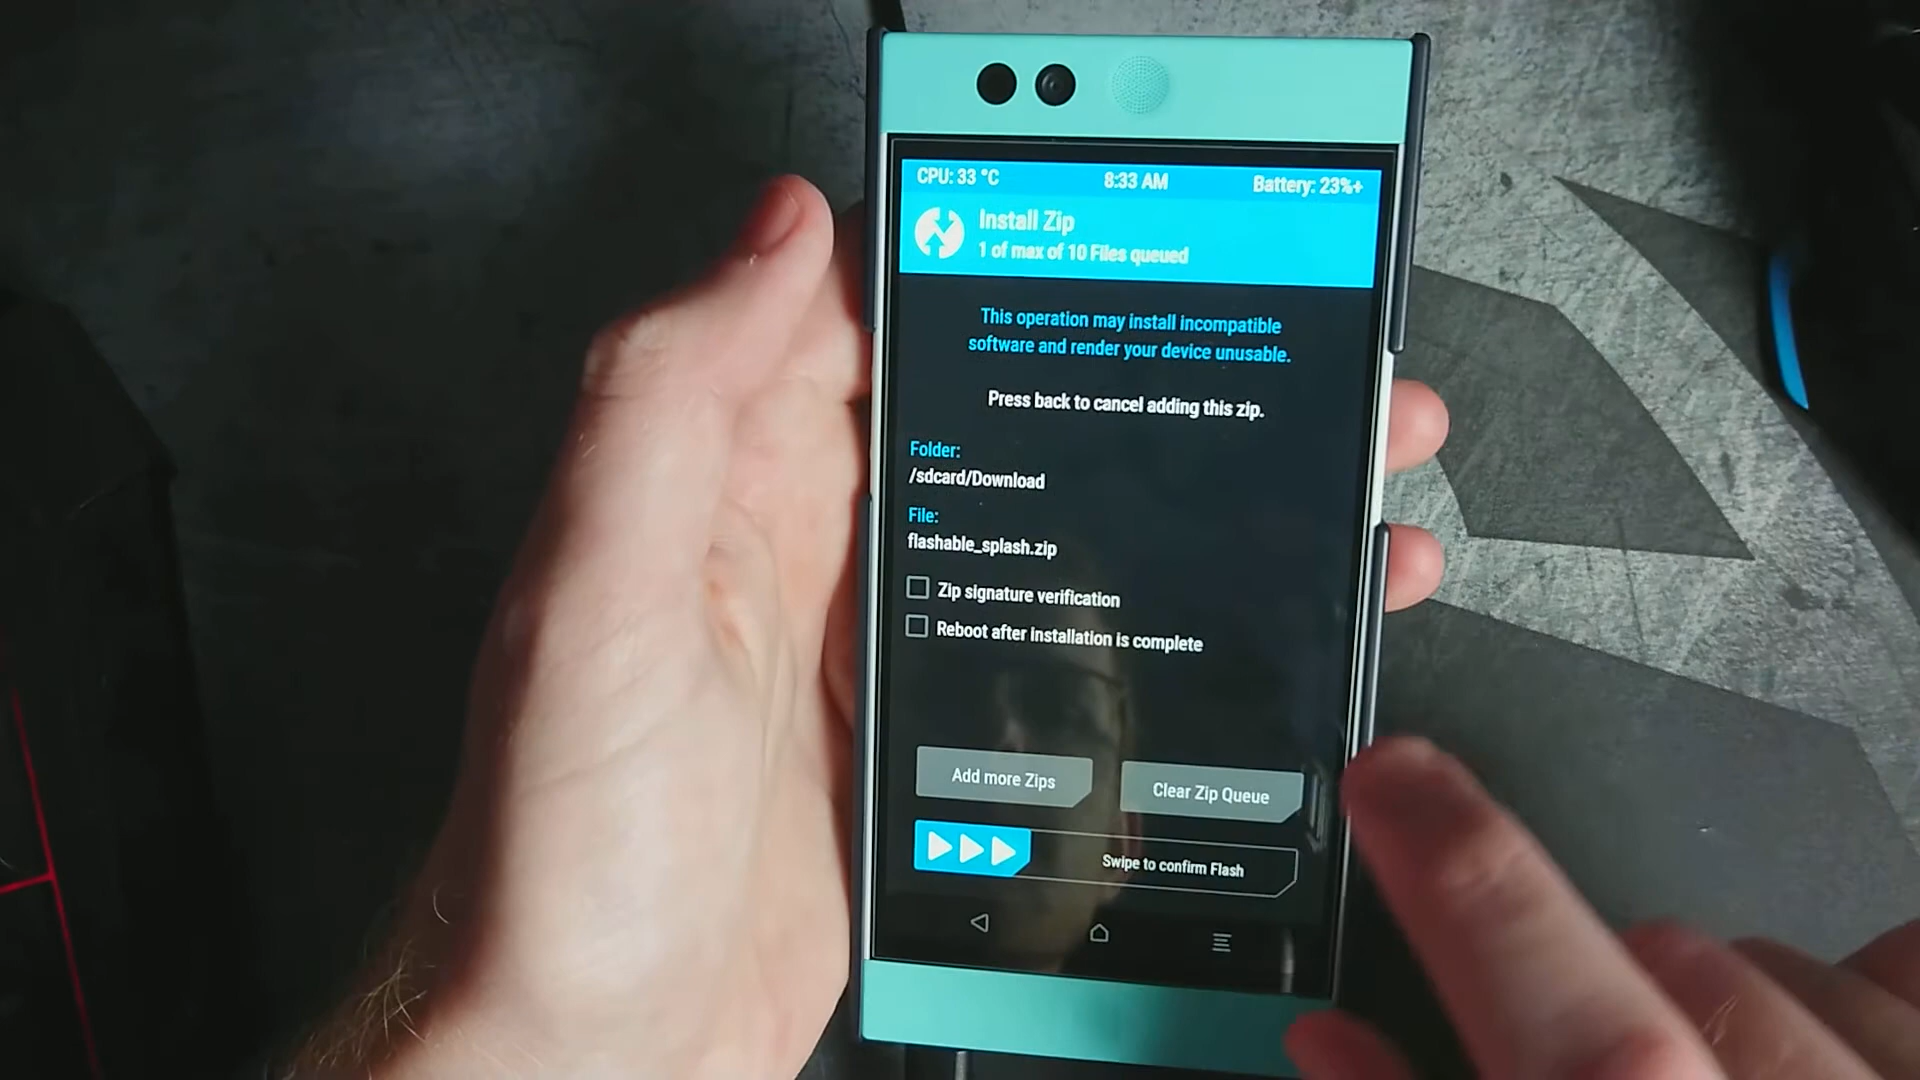 CPU: 33 °C 8:33 AM Battery: 23%+
Install Zip
1 of max of 10 Files queued
This operation may install incompatible
software and render your device unusable.
Press back to cancel adding this zip.
Folder:
/sdcard/Download
File:
flashable_splash.zip
Zip signature verification
Reboot after installation is complete
Add more Zips Clear Zip Queue
Swipe to confirm Flash